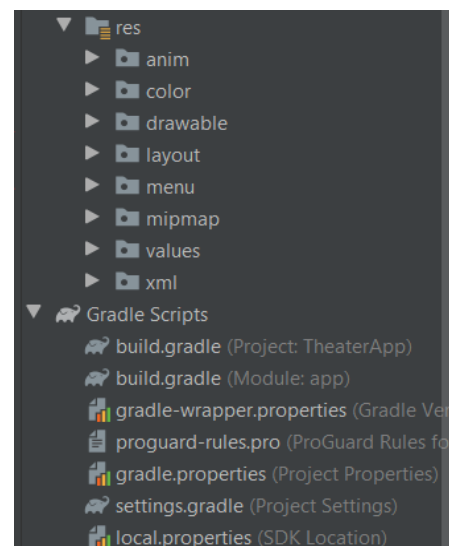 res
anim
color
drawable
layout
menu
mipmap
values
xml
Gradle Scripts
build.gradle (Project: TheaterApp)
build.gradle (Module: app)
gradle-wrapper.properties (Gradle Ver
proguard-rules.pro (ProGuard Rules fo
gradle.properties (Project Properties)
settings.gradle (Project Settings)
local.properties (SDK Location)